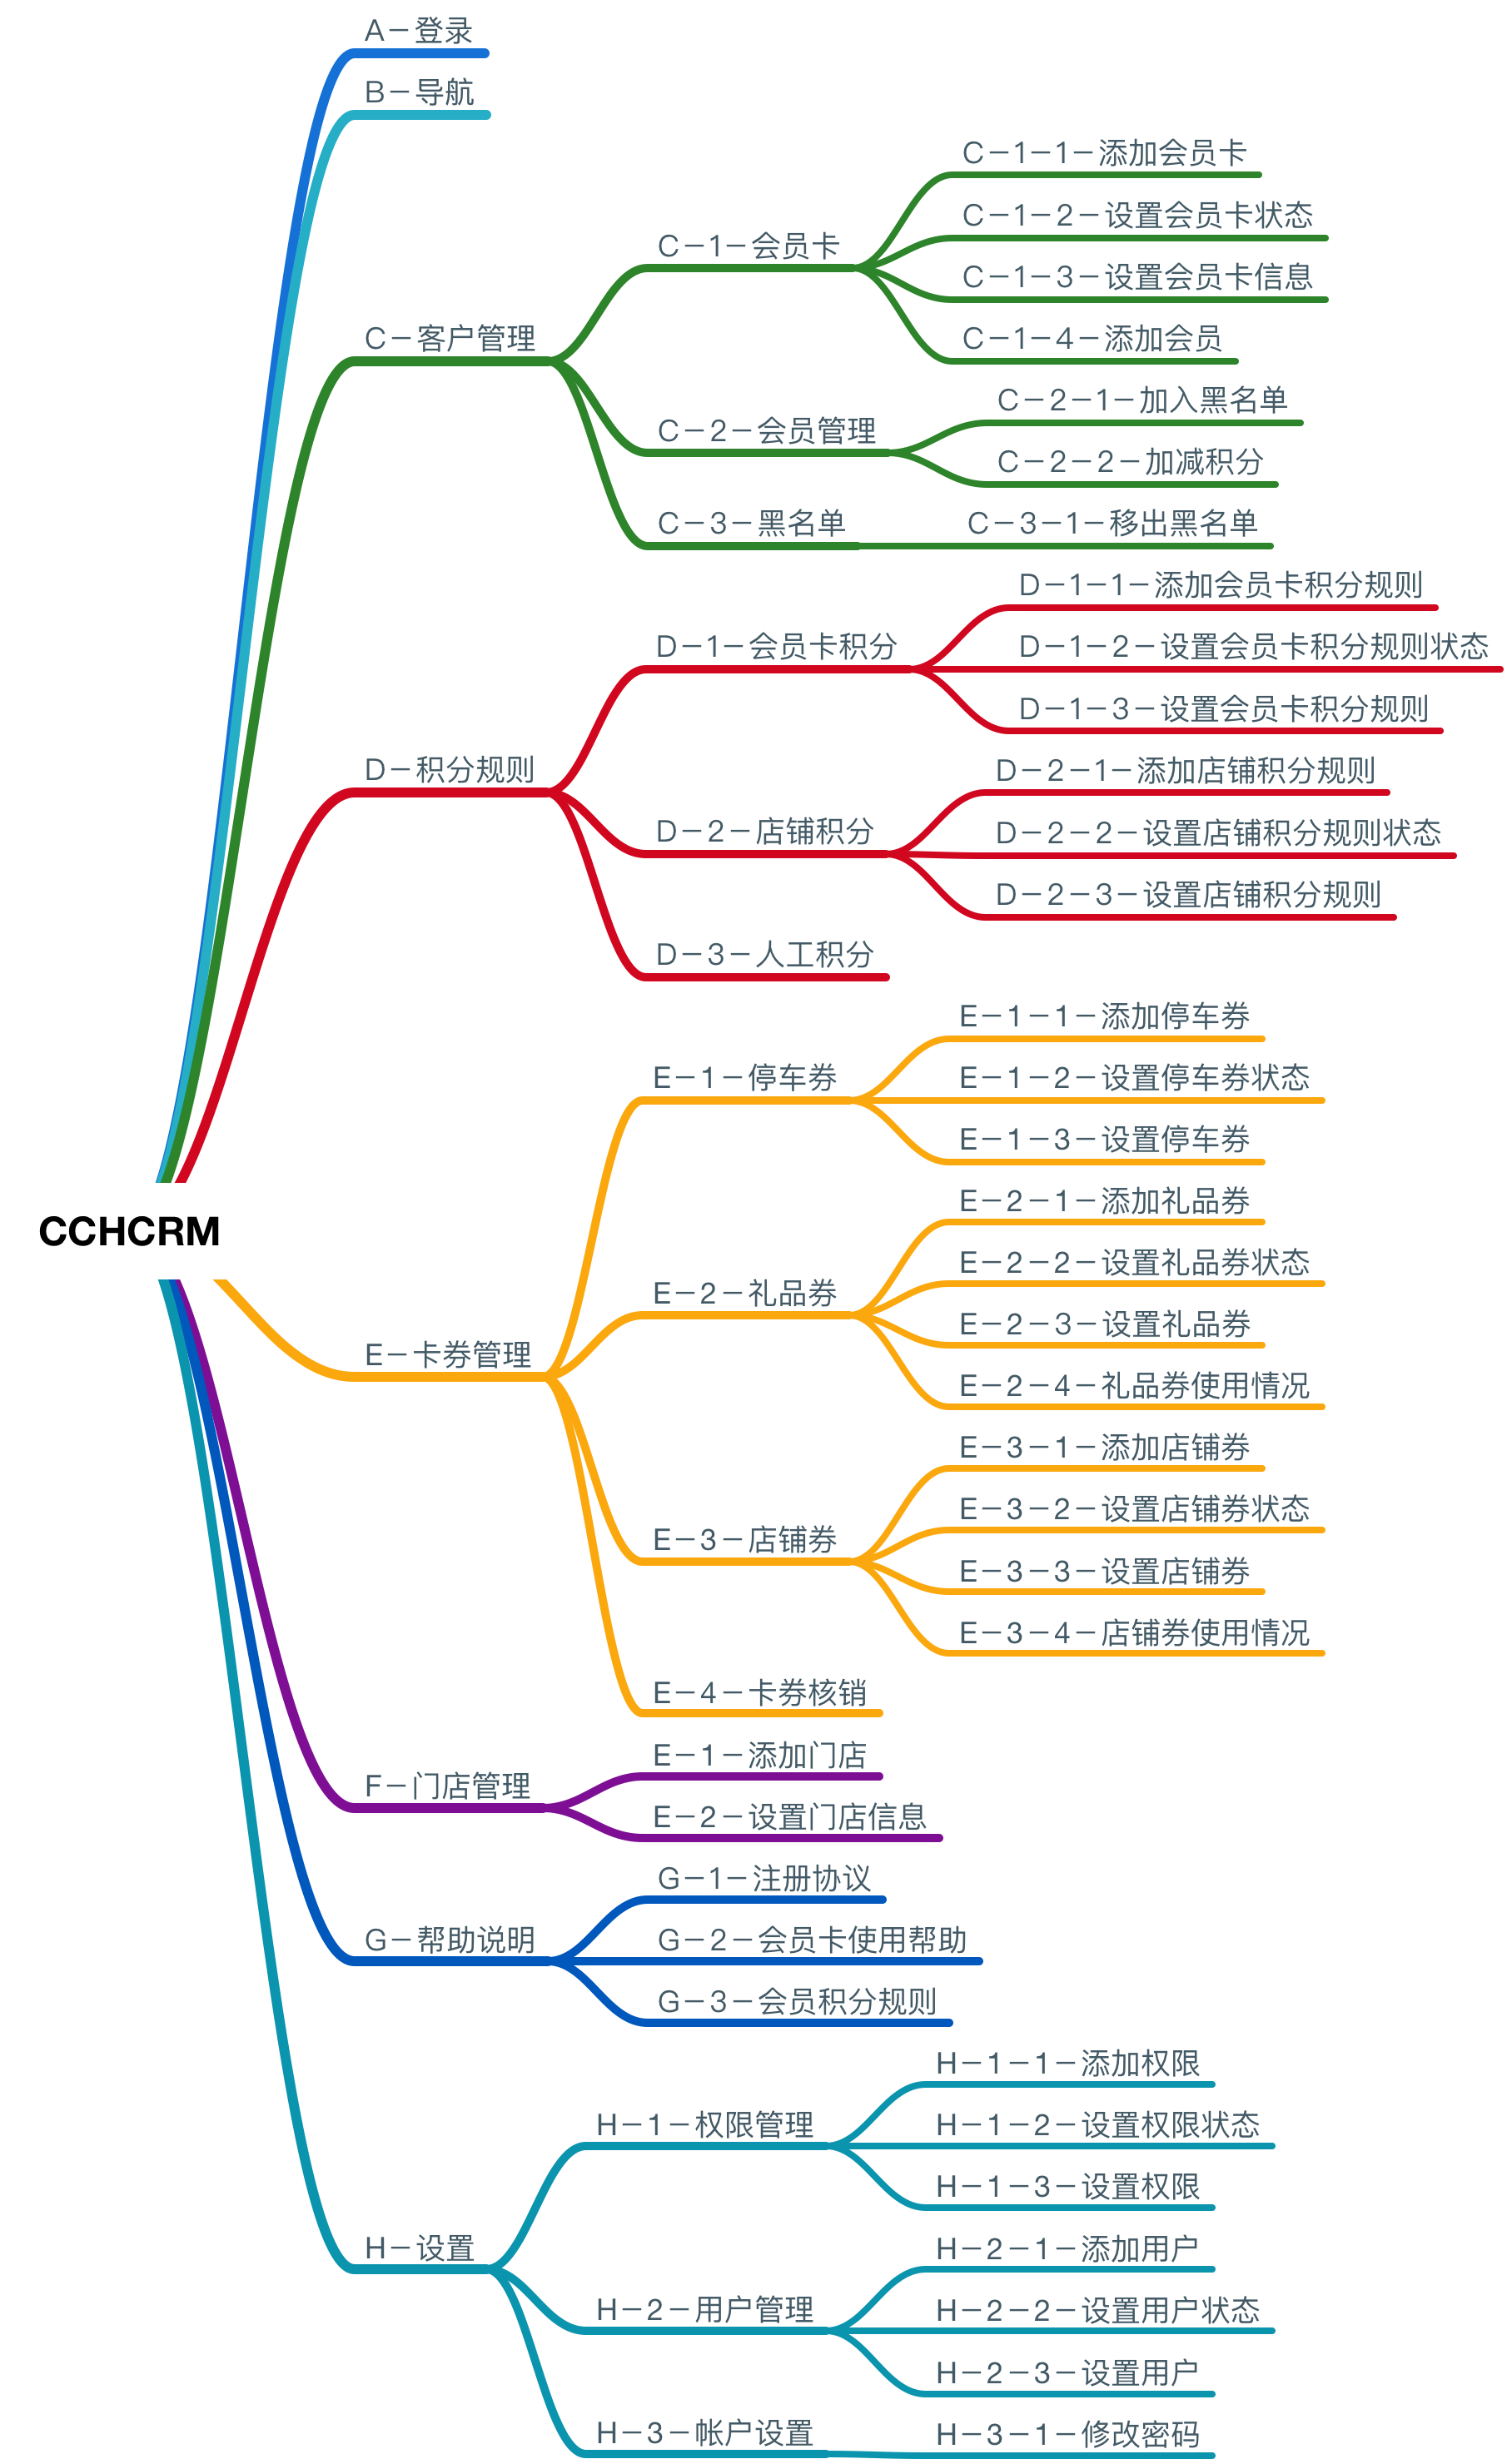 CCHCRM
A-登录
B-导航
C-客户管理
C-1-会员卡
C-1-1-添加会员卡
C-1-2-设置会员卡状态
C-1-3-设置会员卡信息
C-1-4-添加会员
C-2-会员管理
C-2-1-加入黑名单
C-2-2-加减积分
C-3-黑名单
C-3-1-移出黑名单
D-积分规则
D-1-会员卡积分
D-1-1-添加会员卡积分规则
D-1-2-设置会员卡积分规则状态
D-1-3-设置会员卡积分规则
D-2-店铺积分
D-2-1-添加店铺积分规则
D-2-2-设置店铺积分规则状态
D-2-3-设置店铺积分规则
D-3-人工积分
E-卡券管理
E-1-停车券
E-1-1-添加停车券
E-1-2-设置停车券状态
E-1-3-设置停车券
E-2-礼品券
E-2-1-添加礼品券
E-2-2-设置礼品券状态
E-2-3-设置礼品券
E-2-4-礼品券使用情况
E-3-店铺券
E-3-1-添加店铺券
E-3-2-设置店铺券状态
E-3-3-设置店铺券
E-3-4-店铺券使用情况
E-4-卡券核销
F-门店管理
E-1-添加门店
E-2-设置门店信息
G-帮助说明
G-1-注册协议
G-2-会员卡使用帮助
G-3-会员积分规则
H-设置
H-1-权限管理
H-1-1-添加权限
H-1-2-设置权限状态
H-1-3-设置权限
H-2-用户管理
H-2-1-添加用户
H-2-2-设置用户状态
H-2-3-设置用户
H-3-帐户设置
H-3-1-修改密码